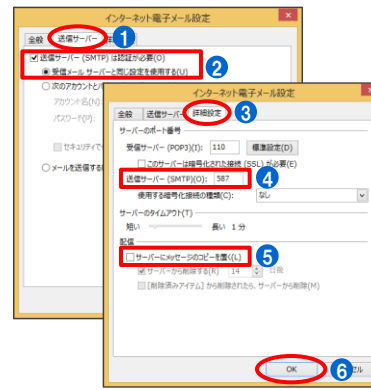 インターネット電子メール設定
全般 送信サーバー
1
送信サーバー (SMTP) は認証が必要(O)
2
受信メール サーバーと同じ設定を使用する(U)
次のアカウントとパ
アカウント名(N):
パスワード(P):
セキュリティで
メールを送信する
インターネット電子メール設定
全般 送信サーバー 詳細設定
3
サーバーのポート番号
受信サーバー (POP3)(I): 110 標準設定(D)
このサーバーは暗号化された接続 (SSL) が必要(E)
送信サーバー (SMTP)(O): 587
4
使用する暗号化接続の種類(C): なし
サーバーのタイムアウト(T)
短い 長い 1 分
配信
サーバーにメッセージのコピーを置く(L)
5
サーバーから削除する(R) 14 日後
[削除済みアイテム] から削除されたら、サーバーから削除(M)
OK
6
セル